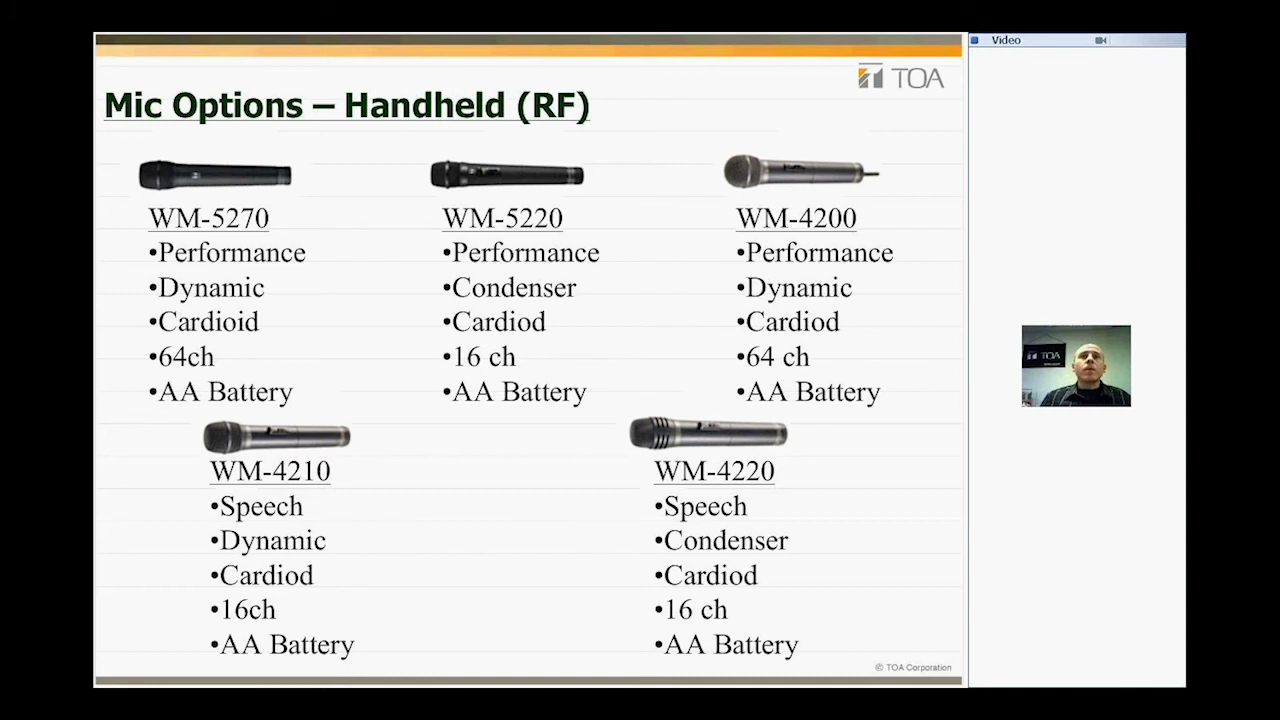 Video
TOA
Mic Options – Handheld (RF)
WM-5270
•Performance
•Dynamic
•Cardioid
•64ch
•AA Battery
WM-5220
•Performance
•Condenser
•Cardiod
•16 ch
•AA Battery
WM-4200
•Performance
•Dynamic
•Cardiod
•64 ch
•AA Battery
TOA
WM-4210
•Speech
•Dynamic
•Cardiod
•16ch
•AA Battery
WM-4220
•Speech
•Condenser
•Cardiod
•16 ch
•AA Battery
© TOA Corporation